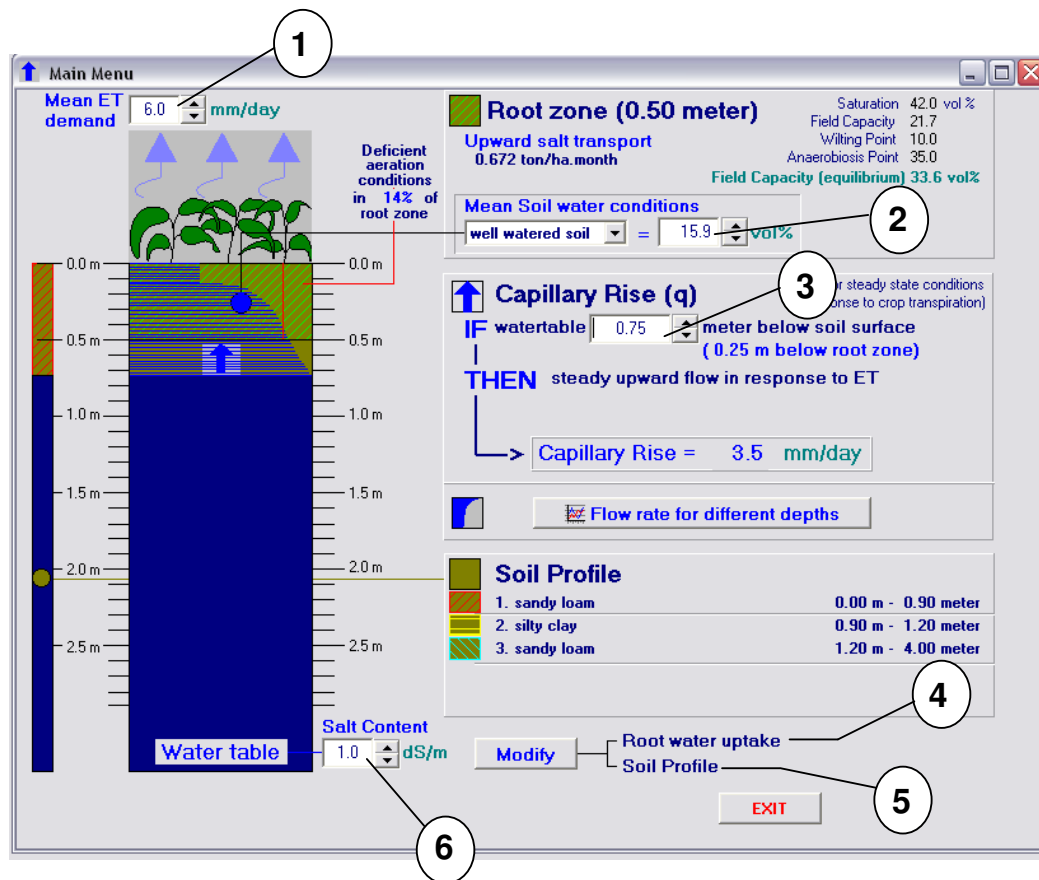 1
Main Menu
Mean ET demand 6.0 mm/day
Deficient
aeration
conditions
in 14% of
root zone
Root zone (0.50 meter)
Upward salt transport
0.672 ton/ha.month
Saturation 42.0 vol %
Field Capacity 21.7
Wilting Point 10.0
Anaerobiosis Point 35.0
Field Capacity (equilibrium) 33.6 vol%
Mean Soil water conditions
well watered soil = 15.9 vol%
2
0.0 m 0.0 m
0.5 m 0.5 m
1.0 m 1.0 m
1.5 m 1.5 m
2.0 m 2.0 m
2.5 m 2.5 m
Capillary Rise (q)
r steady state conditions
onse to crop transpiration)
3
IF watertable 0.75 meter below soil surface
( 0.25 m below root zone)
THEN steady upward flow in response to ET
> Capillary Rise = 3.5 mm/day
Flow rate for different depths
Soil Profile
1. sandy loam 0.00 m - 0.90 meter
2. silty clay 0.90 m - 1.20 meter
3. sandy loam 1.20 m - 4.00 meter
4
Salt Content
Water table 1.0 dS/m
Modify
Root water uptake
Soil Profile
5
EXIT
6